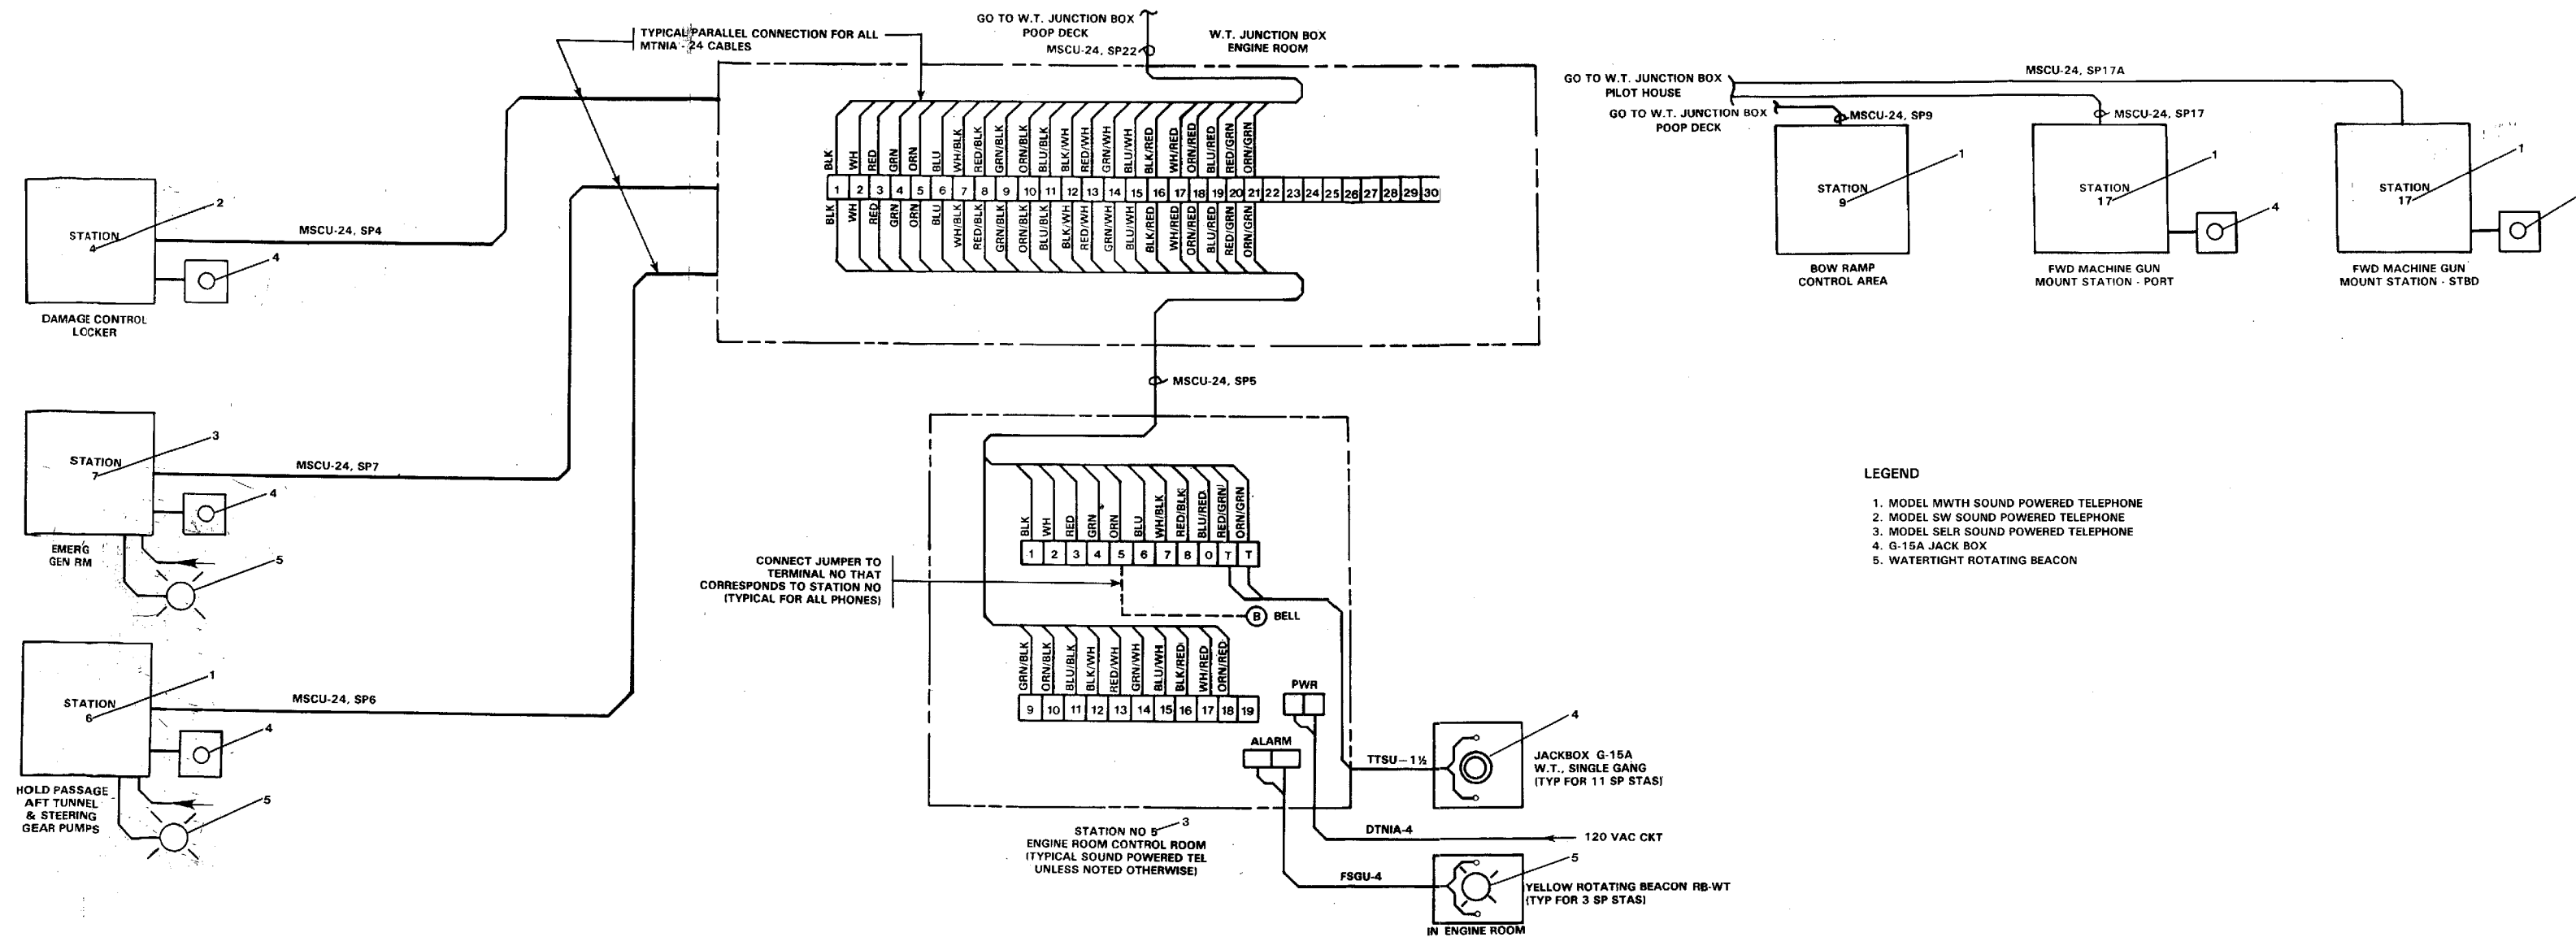 GO TO W.T. JUNCTION BOX
POOP DECK
MSCU-24, SP22
W.T. JUNCTION BOX
ENGINE ROOM
TYPICAL PARALLEL CONNECTION FOR ALL
MTNIA - 24 CABLES
BLK WH RED GRN ORN BLU WH/BLK RED/BLK GRN/BLK ORN/BLK BLU/BLK BLK/WH RED/WH GRN/WH BLU/WH BLK/RED WH/RED ORN/RED BLU/RED RED/GRN ORN/GRN
1 2 3 4 5 6 7 8 9 10 11 12 13 14 15 16 17 18 19 20 21 22 23 24 25 26 27 28 29 30
BLK WH RED GRN ORN BLU WH/BLK RED/BLK GRN/BLK ORN/BLK BLU/BLK BLK/WH RED/WH GRN/WH BLU/WH BLK/RED WH/RED ORN/RED BLU/RED RED/GRN ORN/GRN
GO TO W.T. JUNCTION BOX
PILOT HOUSE
MSCU-24, SP17A
GO TO W.T. JUNCTION BOX
POOP DECK
MSCU-24, SP9
MSCU-24, SP17
STATION
9
1
BOW RAMP
CONTROL AREA
STATION
17
1
4
FWD MACHINE GUN
MOUNT STATION - PORT
STATION
17
1
FWD MACHINE GUN
MOUNT STATION - STBD
STATION
4
2
4
MSCU-24, SP4
DAMAGE CONTROL
LOCKER
STATION
7
3
4
5
MSCU-24, SP7
EMERG
GEN RM
STATION
6
1
4
5
MSCU-24, SP6
HOLD PASSAGE
AFT TUNNEL
& STEERING
GEAR PUMPS
MSCU-24, SP5
BLK WH RED GRN ORN BLU WH/BLK RED/BLK BLU/RED RED/GRN ORN/GRN
1 2 3 4 5 6 7 8 0 T T
CONNECT JUMPER TO
TERMINAL NO THAT
CORRESPONDS TO STATION NO
(TYPICAL FOR ALL PHONES)
B BELL
GRN/BLK ORN/BLK BLU/BLK BLK/WH RED/WH GRN/WH BLU/WH BLK/RED WH/RED ORN/RED
9 10 11 12 13 14 15 16 17 18 19
PWR
ALARM
STATION NO 5
3
ENGINE ROOM CONTROL ROOM
(TYPICAL SOUND POWERED TEL
UNLESS NOTED OTHERWISE)
TTSU-1½
4
JACKBOX G-15A
W.T., SINGLE GANG
(TYP FOR 11 SP STAS)
DTNIA-4
120 VAC CKT
FSGU-4
5
YELLOW ROTATING BEACON RB-WT
(TYP FOR 3 SP STAS)
IN ENGINE ROOM
LEGEND
1. MODEL MWTH SOUND POWERED TELEPHONE
2. MODEL SW SOUND POWERED TELEPHONE
3. MODEL SELR SOUND POWERED TELEPHONE
4. G-15A JACK BOX
5. WATERTIGHT ROTATING BEACON